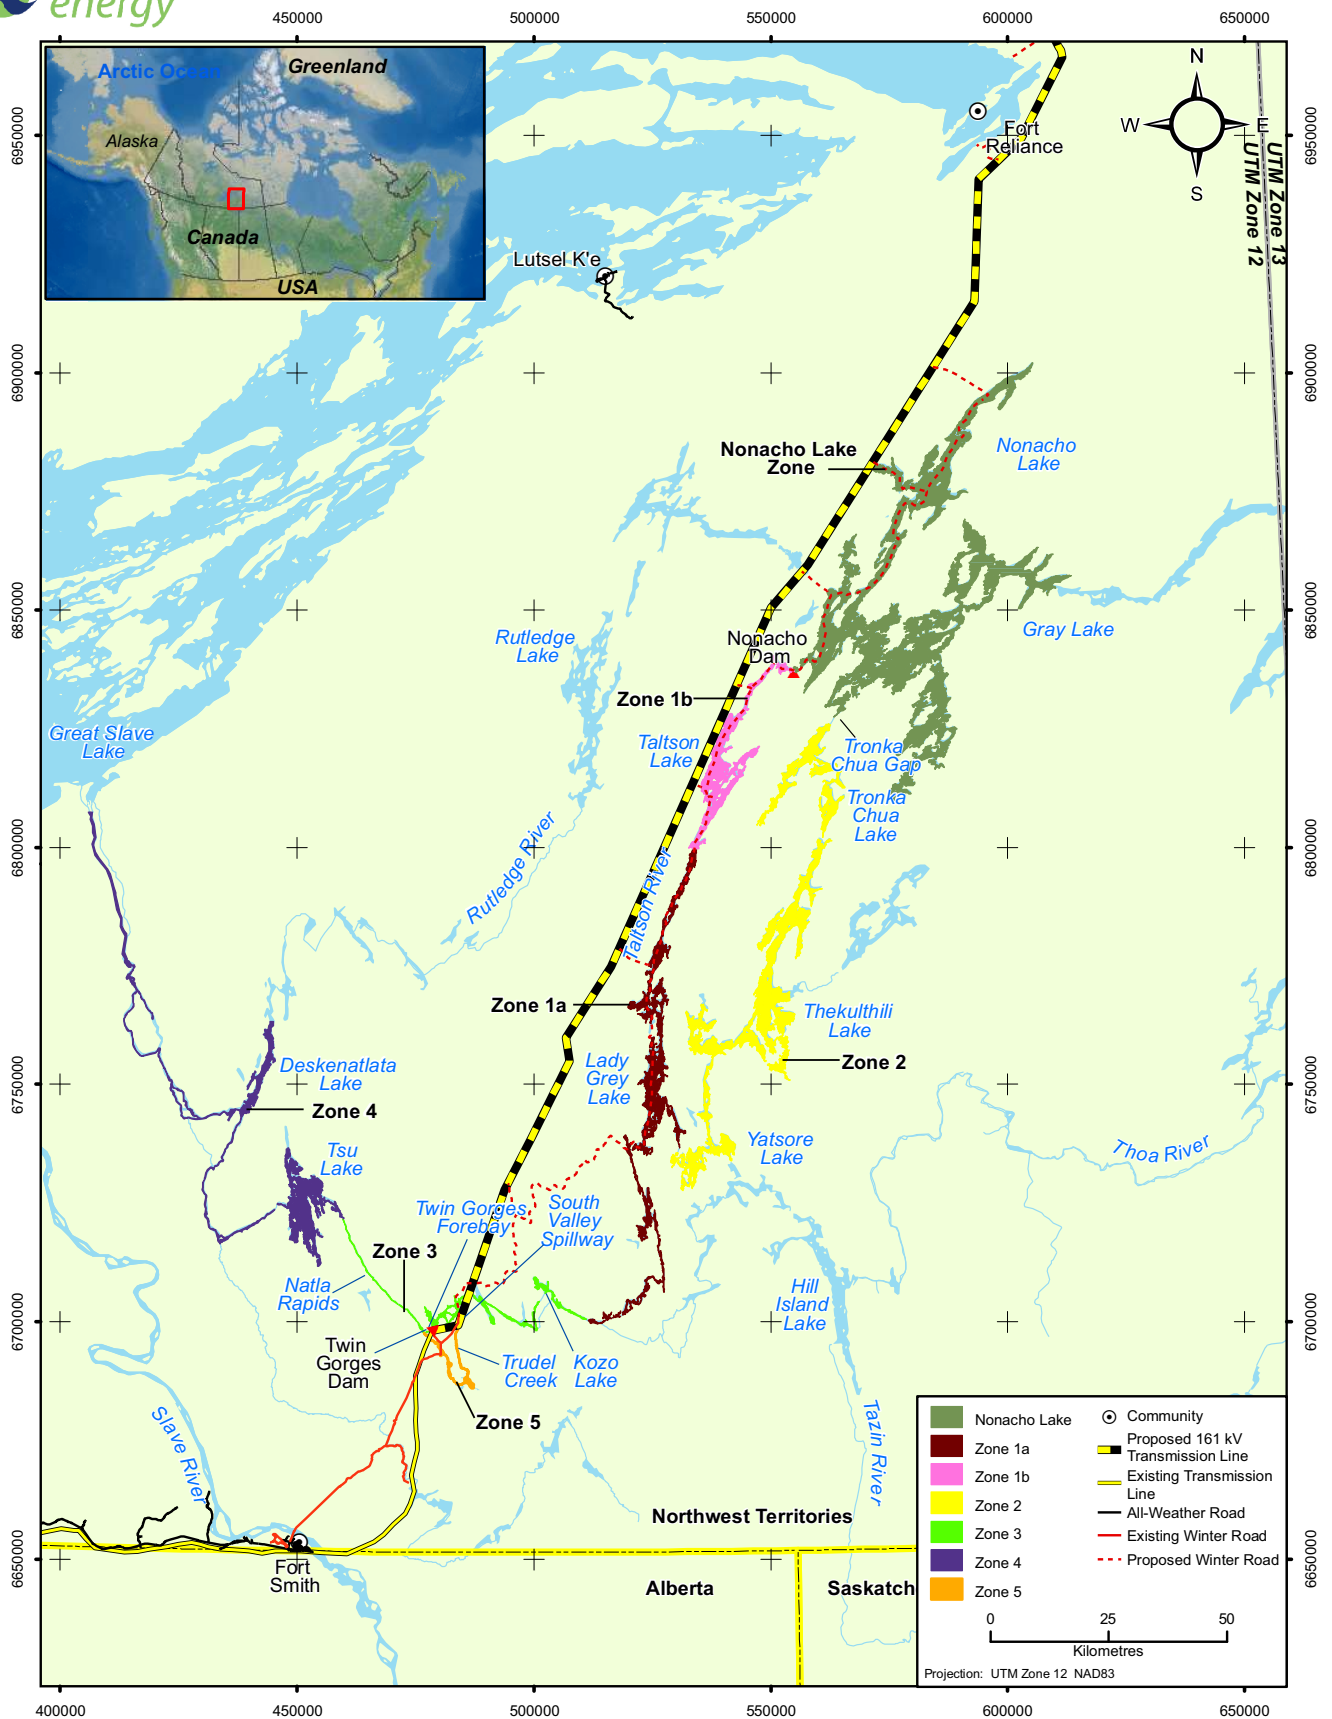 energy
450000
500000
550000
600000
650000
Arctic Ocean
Greenland
Alaska
Canada
USA
N
W
E
S
UTM Zone 12
UTM Zone 13
Fort
Reliance
Lutsel K'e
6950000
6950000
6900000
6900000
Nonacho Lake
Zone
Nonacho
Lake
6850000
6850000
Rutledge
Lake
Nonacho
Dam
Gray Lake
Zone 1b
Great Slave
Lake
Taltson
Lake
Tronka
Chua Gap
Tronka
Chua
Lake
Rutledge River
6800000
6800000
Taltson River
Zone 1a
Thekulthili
Lake
Deskenatlata
Lake
Lady
Grey
Lake
Zone 2
6750000
6750000
Zone 4
Tsu
Lake
Yatsore
Lake
Thoa River
Twin Gorges
Forebay
South
Valley
Spillway
Zone 3
Natla
Rapids
Hill
Island
Lake
6700000
6700000
Twin
Gorges
Dam
Trudel
Creek
Kozo
Lake
Zone 5
Slave River
Tazin River
Northwest Territories
6650000
6650000
Fort
Smith
Alberta
Saskatch
Nonacho Lake
Zone 1a
Zone 1b
Zone 2
Zone 3
Zone 4
Zone 5
Community
Proposed 161 kV
Transmission Line
Existing Transmission
Line
All-Weather Road
Existing Winter Road
Proposed Winter Road
0
25
50
Kilometres
Projection: UTM Zone 12 NAD83
400000
450000
500000
550000
600000
650000